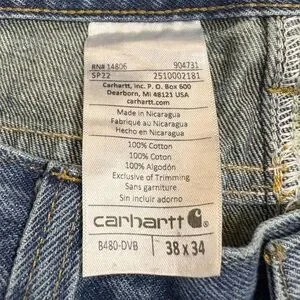 RN# 14806 904731
SP22 2510002181
Carhartt, Inc. P. O. Box 600
Dearborn, MI 48121 USA
carhartt.com
Made in Nicaragua
Fabriqué au Nicaragua
Hecho en Nicaragua
100% Cotton
100% Coton
100% Algodón
Exclusive of Trimming
Sans garniture
Sin incluir adorno
carhartt
B480-DVB 38 x 34